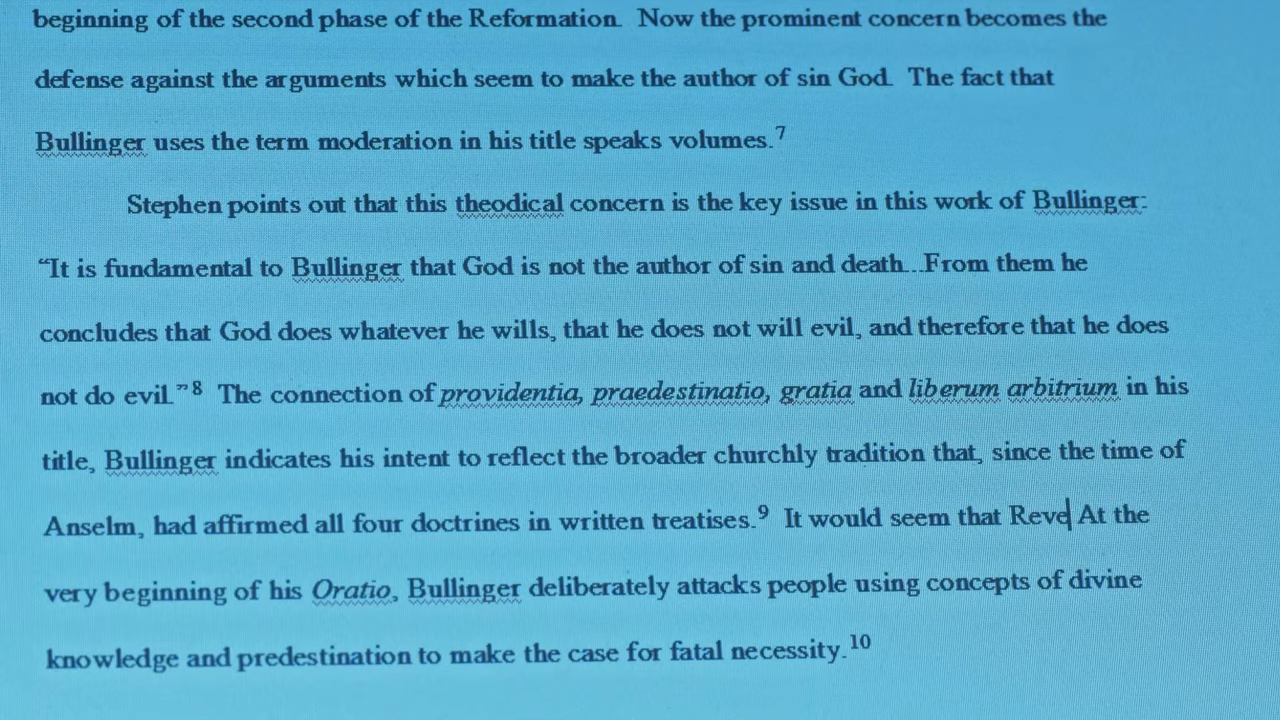 beginning of the second phase of the Reformation. Now the prominent concern becomes the
defense against the arguments which seem to make the author of sin God. The fact that
Bullinger uses the term moderation in his title speaks volumes.7
Stephen points out that this theodical concern is the key issue in this work of Bullinger:
“It is fundamental to Bullinger that God is not the author of sin and death...From them he
concludes that God does whatever he wills, that he does not will evil, and therefore that he does
not do evil.”8 The connection of providentia, praedestinatio, gratia and liberum arbitrium in his
title, Bullinger indicates his intent to reflect the broader churchly tradition that, since the time of
Anselm, had affirmed all four doctrines in written treatises.9 It would seem that Reve At the
very beginning of his Oratio, Bullinger deliberately attacks people using concepts of divine
knowledge and predestination to make the case for fatal necessity.10